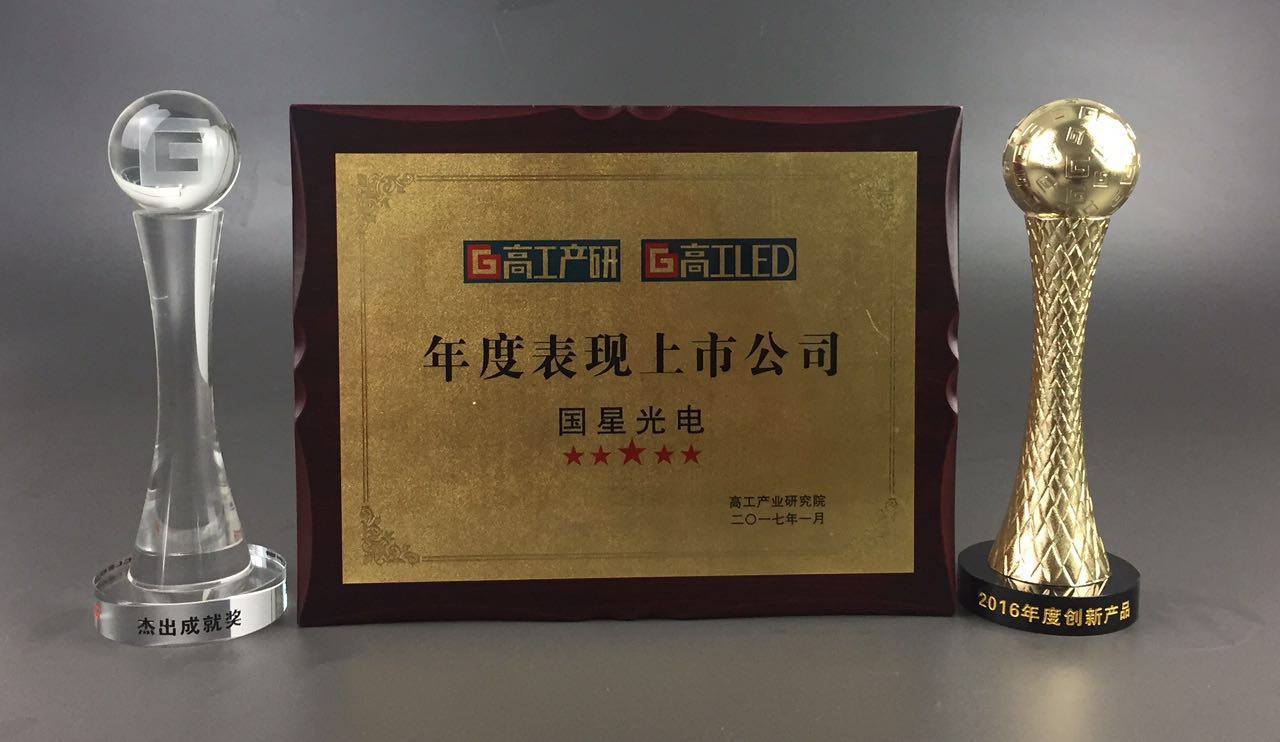 G高工产研 G高工LED
年度表现上市公司
国星光电
高工产业研究院
二〇一七年一月
杰出成就奖
2016年度创新产品